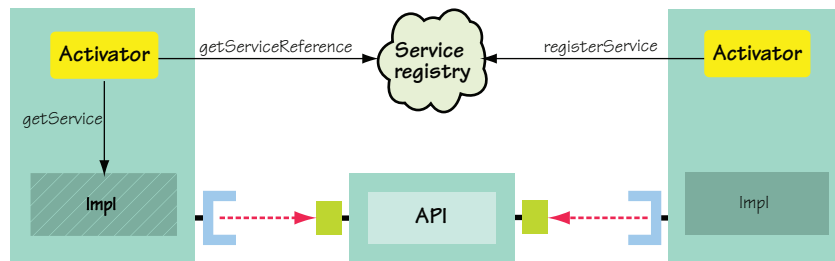 Activator
getServiceReference
Service
registry
registerService
Activator
getService
Impl
API
Impl